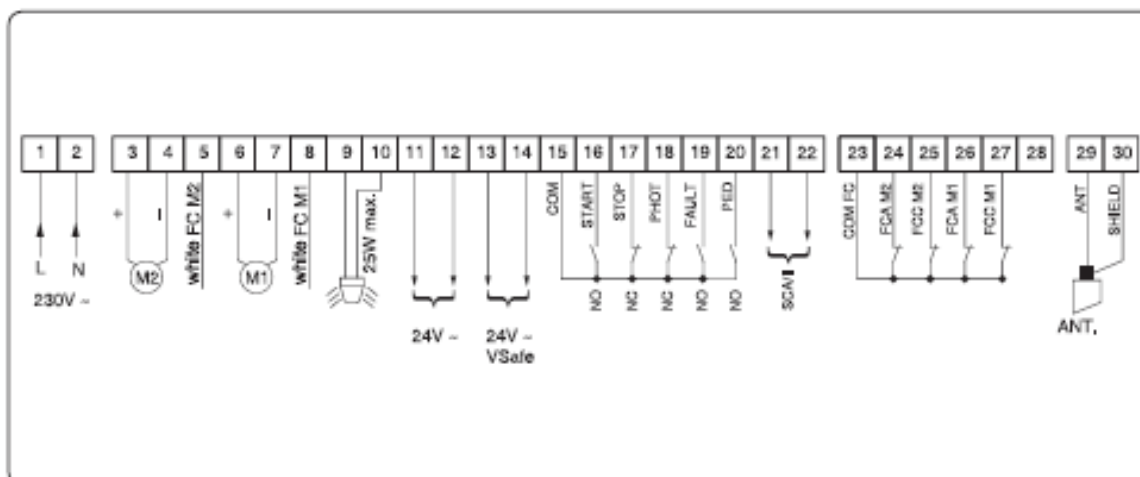 1 2 3 4 5 6 7 8 9 10 11 12 13 14 15 16 17 18 19 20 21 22 23 24 25 26 27 28 29 30
+ – white FC M2 + – white FC M1 25W max. COM START STOP PHOT FAULT PED COM FC FCA M2 FCC M2 FCA M1 FCC M1 ANT SHIELD
L N M2 M1 SCA/II
230V ~ NO NC NC NO NO
24V ~ 24V ~ ANT.
VSafe